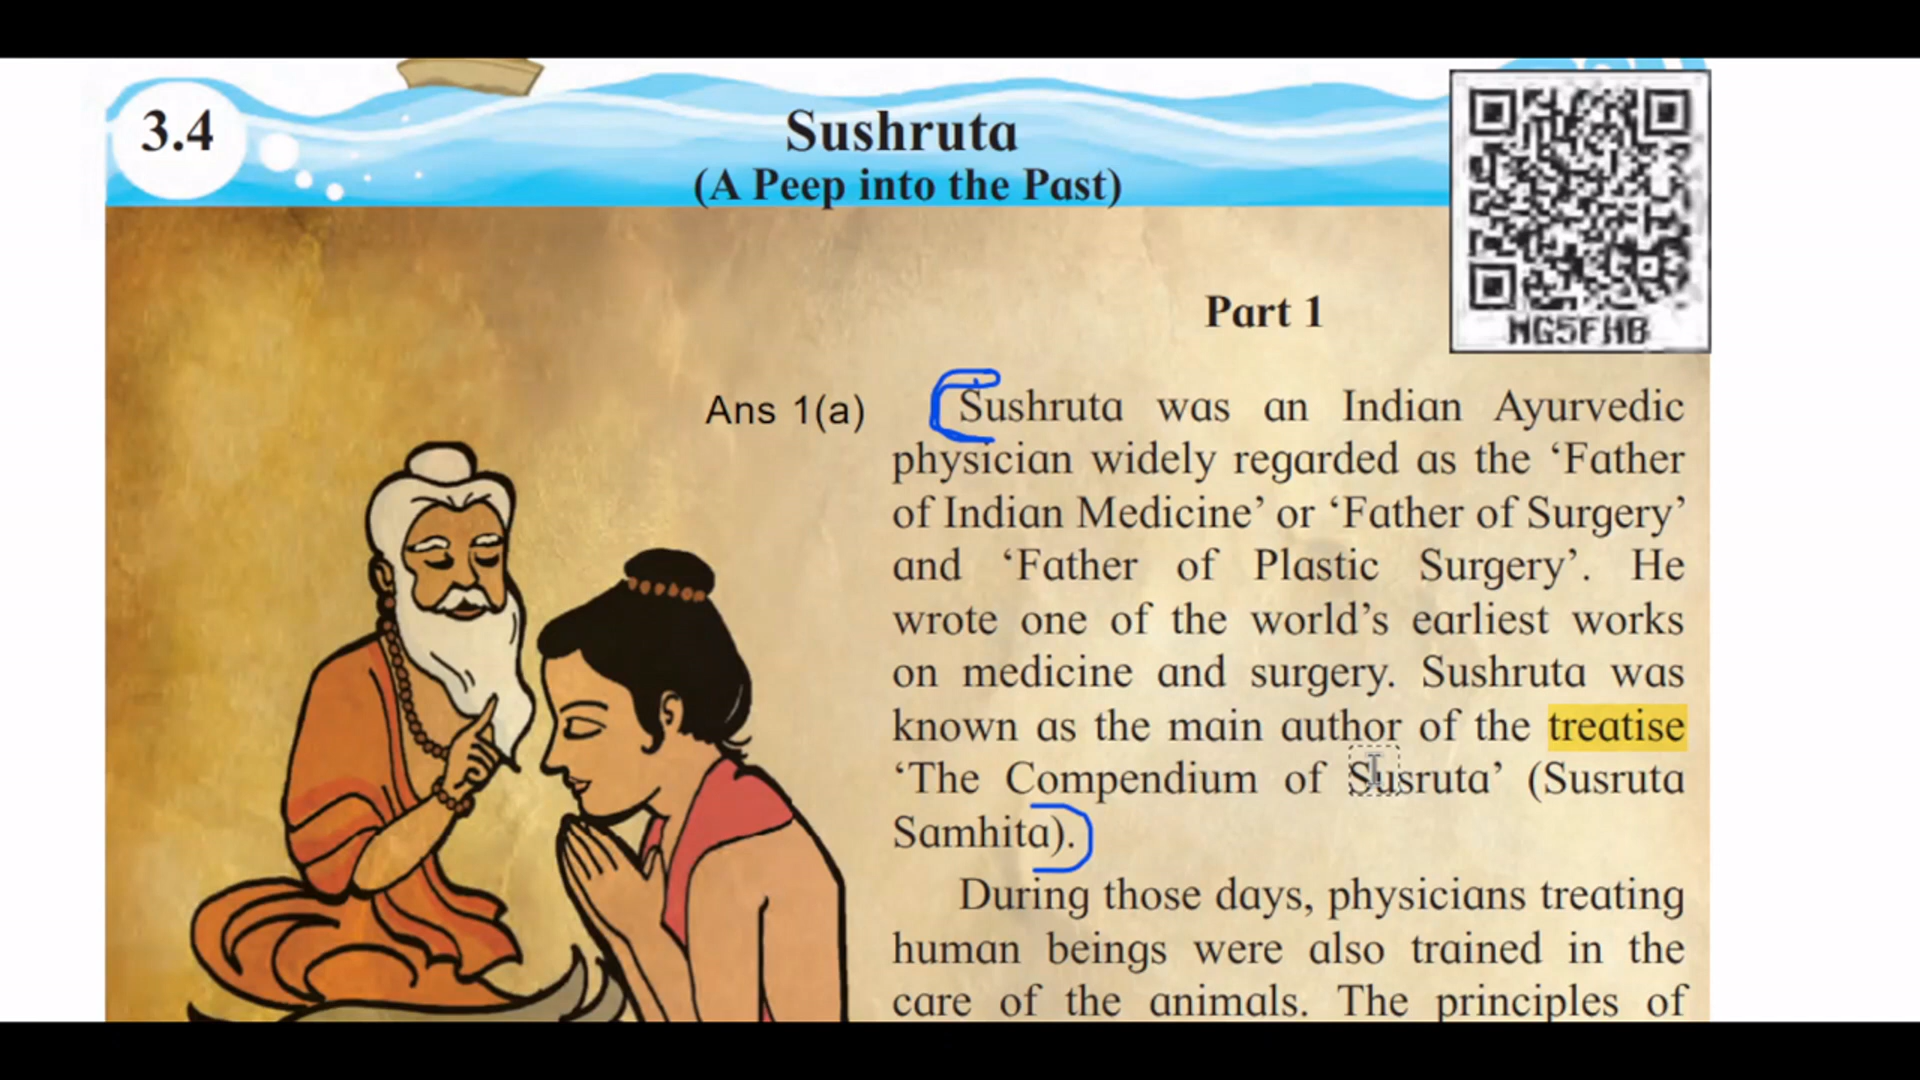 3.4
Sushruta
(A Peep into the Past)
NG5FHB
Part 1
Ans 1(a)
Sushruta was an Indian Ayurvedic
physician widely regarded as the ‘Father
of Indian Medicine’ or ‘Father of Surgery’
and ‘Father of Plastic Surgery’. He
wrote one of the world’s earliest works
on medicine and surgery. Sushruta was
known as the main author of the treatise
‘The Compendium of Susruta’ (Susruta
Samhita).
During those days, physicians treating
human beings were also trained in the
care of the animals. The principles of